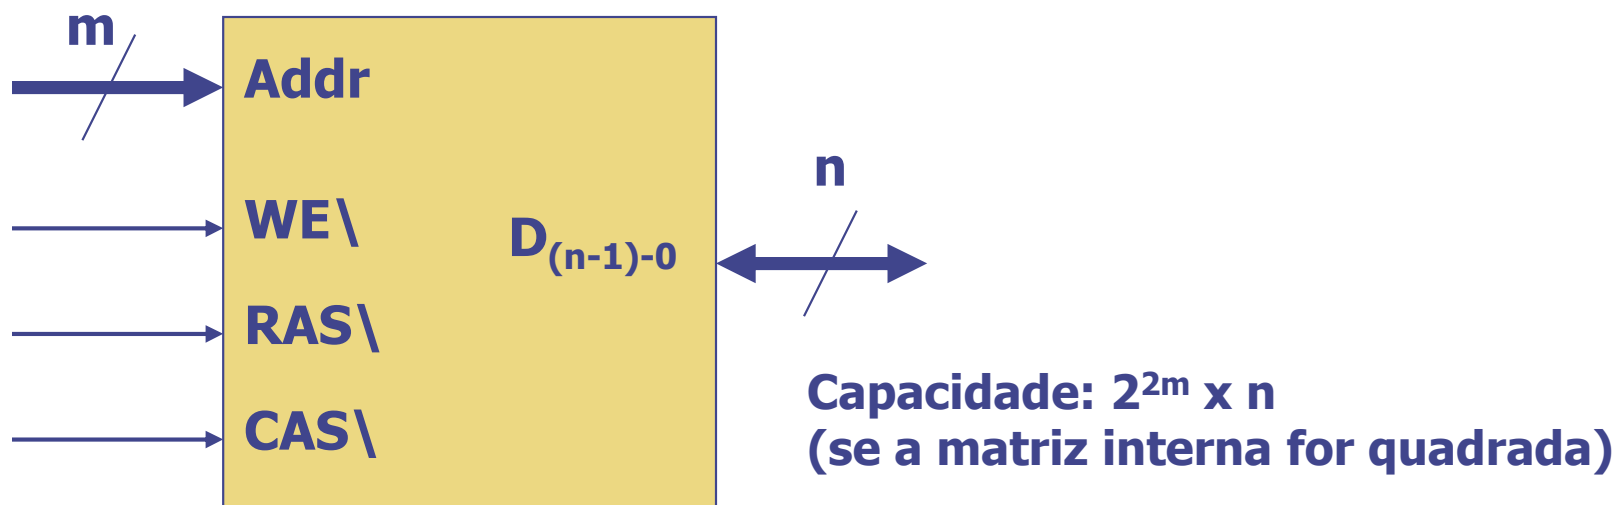 m
Addr
n
WE\
D(n-1)-0
RAS\
CAS\
Capacidade: 2^2m x n
(se a matriz interna for quadrada)